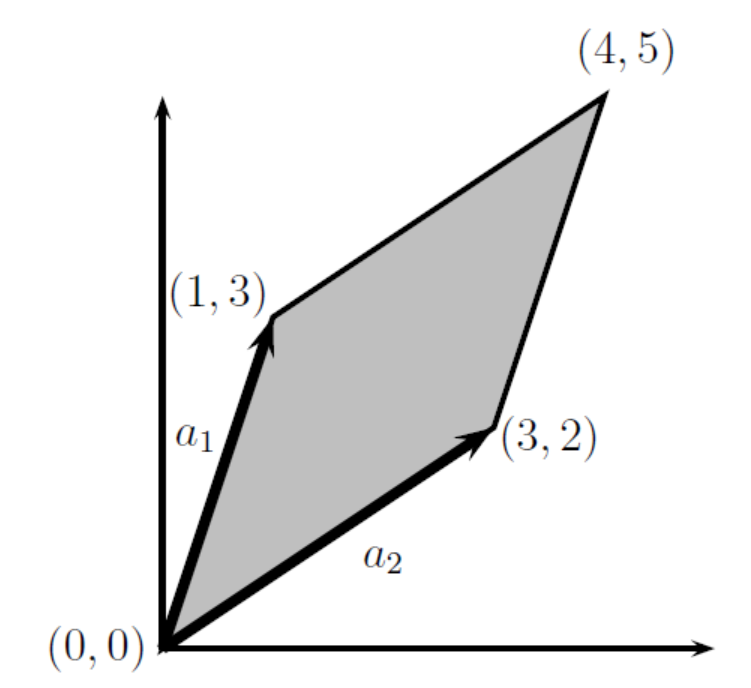 (4, 5)
(1, 3)
a₁
(3, 2)
a₂
(0, 0)